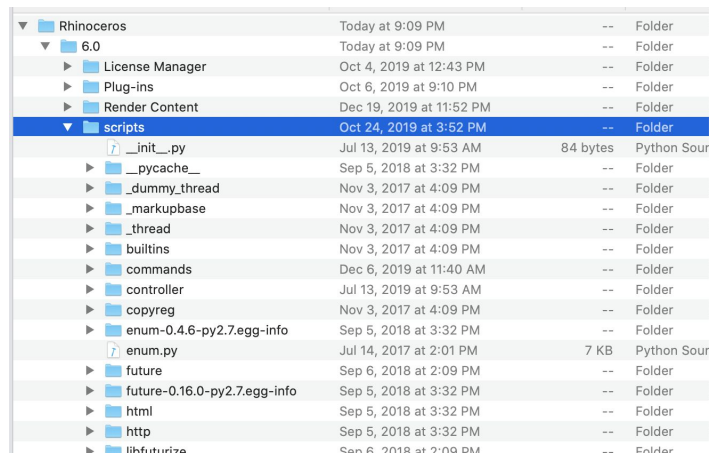 Rhinoceros Today at 9:09 PM -- Folder
6.0 Today at 9:09 PM -- Folder
License Manager Oct 4, 2019 at 12:43 PM -- Folder
Plug-ins Oct 6, 2019 at 9:10 PM -- Folder
Render Content Dec 19, 2019 at 11:52 PM -- Folder
scripts Oct 24, 2019 at 3:52 PM -- Folder
__init__.py Jul 13, 2019 at 9:53 AM 84 bytes Python Sour
__pycache__ Sep 5, 2018 at 3:32 PM -- Folder
_dummy_thread Nov 3, 2017 at 4:09 PM -- Folder
_markupbase Nov 3, 2017 at 4:09 PM -- Folder
_thread Nov 3, 2017 at 4:09 PM -- Folder
builtins Nov 3, 2017 at 4:09 PM -- Folder
commands Dec 6, 2019 at 11:40 AM -- Folder
controller Jul 13, 2019 at 9:53 AM -- Folder
copyreg Nov 3, 2017 at 4:09 PM -- Folder
enum-0.4.6-py2.7.egg-info Sep 5, 2018 at 3:32 PM -- Folder
enum.py Jul 14, 2017 at 2:01 PM 7 KB Python Sour
future Sep 6, 2018 at 2:09 PM -- Folder
future-0.16.0-py2.7.egg-info Sep 5, 2018 at 3:32 PM -- Folder
html Sep 5, 2018 at 3:32 PM -- Folder
http Sep 5, 2018 at 3:32 PM -- Folder
libfuturize Sep 6, 2018 at 2:09 PM -- Folder